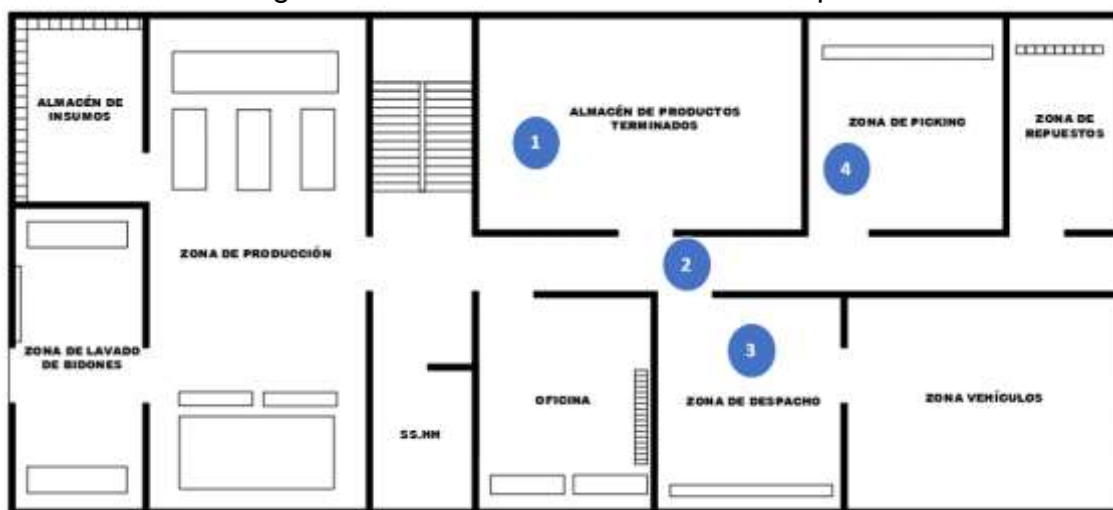 ALMACÉN DE
INSUMOS
ALMACÉN DE PRODUCTOS
TERMINADOS
ZONA DE PICKING
ZONA DE
REPUESTOS
1
4
ZONA DE PRODUCCIÓN
2
ZONA DE LAVADO
DE BIDONES
3
OFICINA
ZONA DE DESPACHO
ZONA VEHÍCULOS
SS.HH